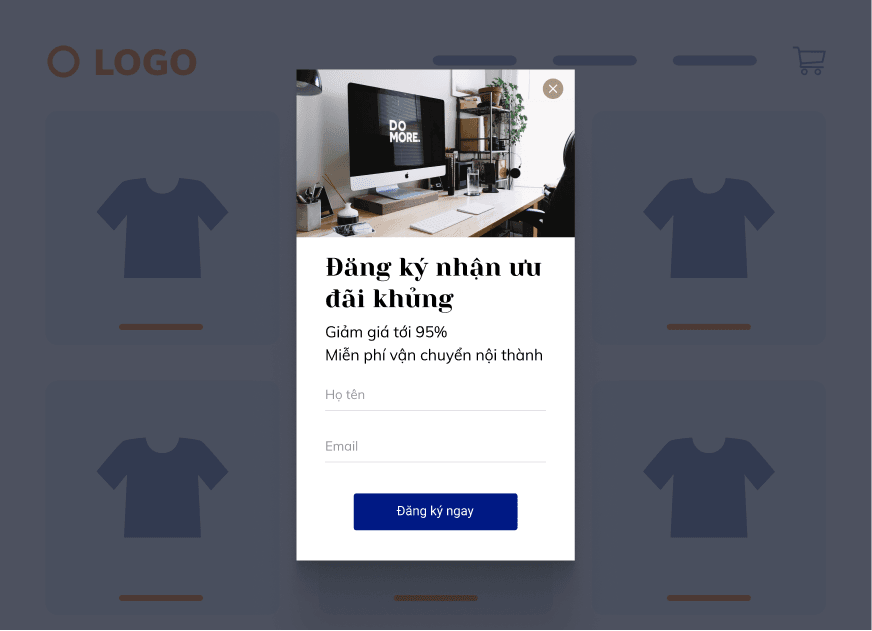 LOGO
DO
MORE.
Đăng ký nhận ưu
đãi khủng
Giảm giá tới 95%
Miễn phí vận chuyển nội thành
Họ tên
Email
Đăng ký ngay